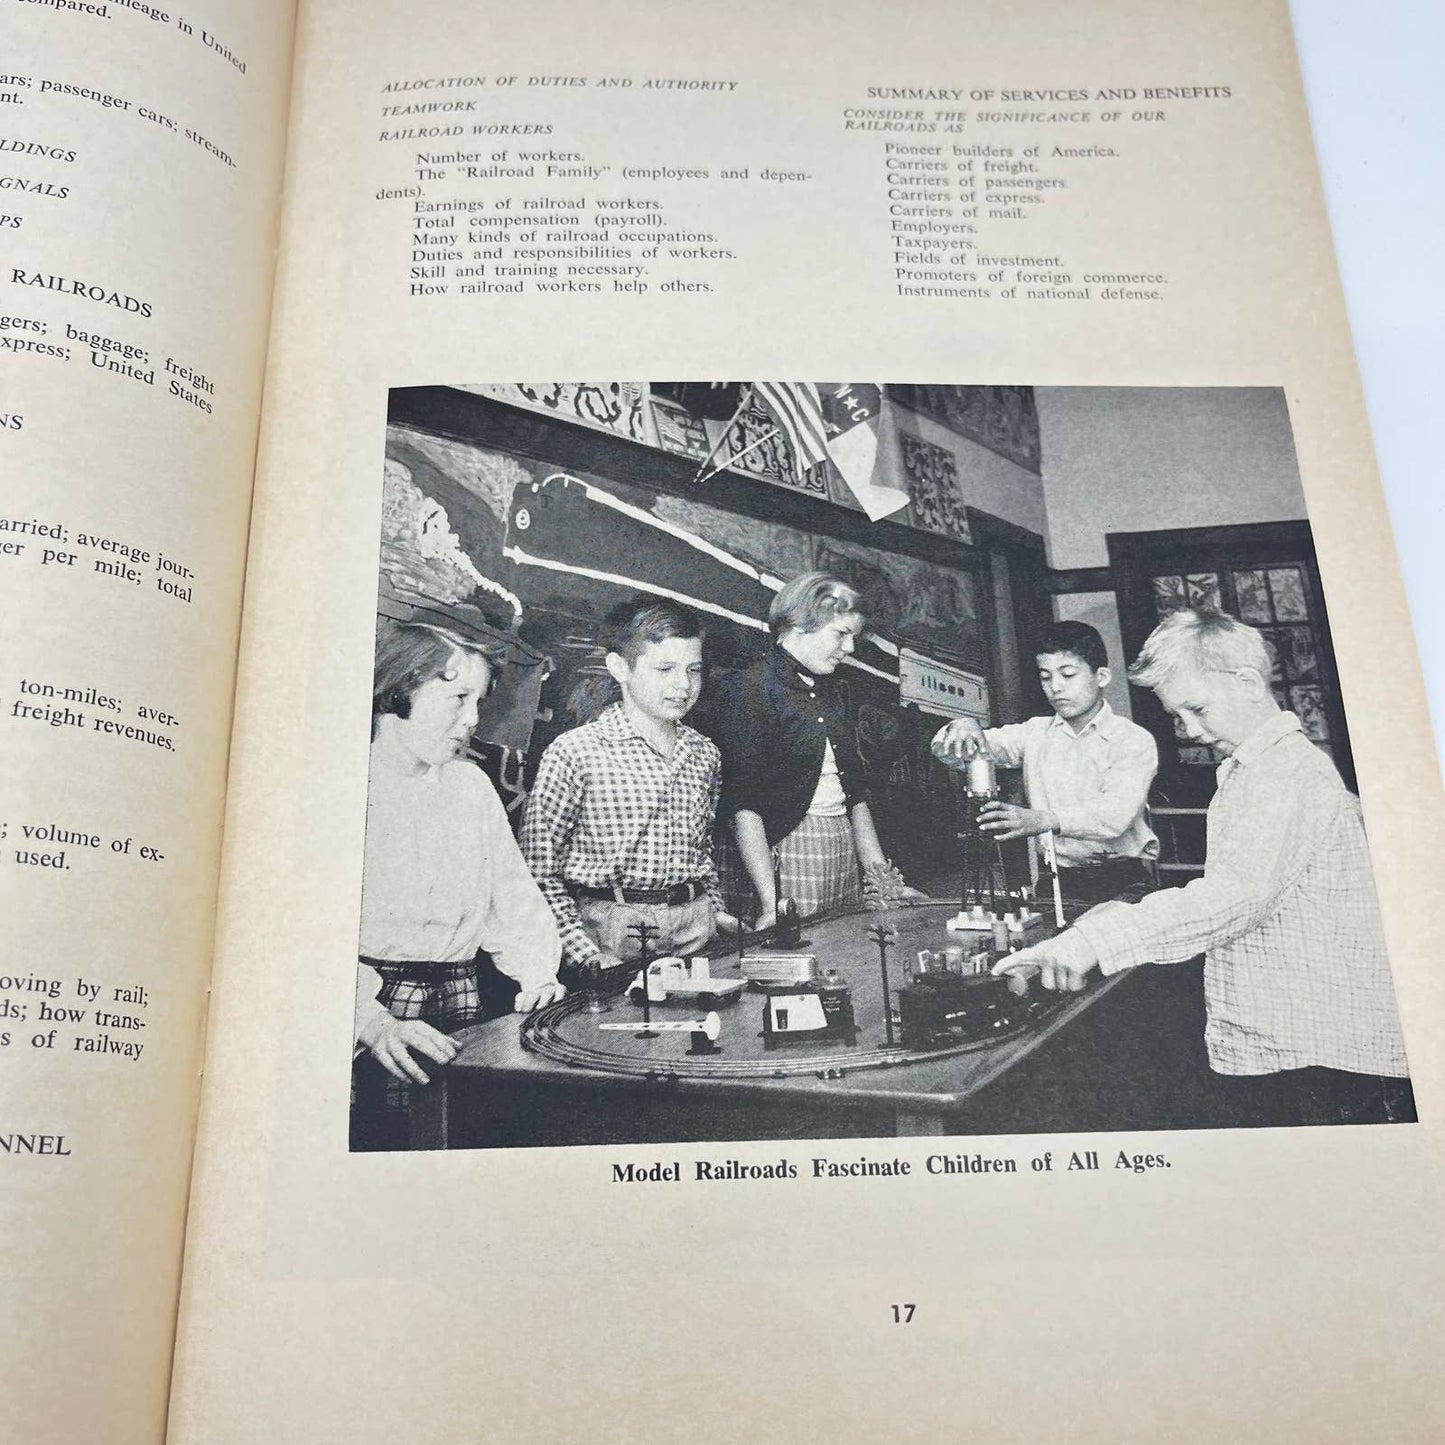 ileage in United
compared.
ars; passenger cars; stream-
nt.
LDINGS
GNALS
PS
RAILROADS
gers; baggage; freight
xpress; United States
NS
arried; average jour-
ger per mile; total
ton-miles; aver-
freight revenues.
; volume of ex-
used.
oving by rail;
ds; how trans-
s of railway
NNEL
ALLOCATION OF DUTIES AND AUTHORITY
TEAMWORK
RAILROAD WORKERS
Number of workers.
The "Railroad Family" (employees and depen-
dents).
Earnings of railroad workers.
Total compensation (payroll).
Many kinds of railroad occupations.
Duties and responsibilities of workers.
Skill and training necessary.
How railroad workers help others.
SUMMARY OF SERVICES AND BENEFITS
CONSIDER THE SIGNIFICANCE OF OUR
RAILROADS AS
Pioneer builders of America.
Carriers of freight.
Carriers of passengers.
Carriers of express.
Carriers of mail.
Employers.
Taxpayers.
Fields of investment.
Promoters of foreign commerce.
Instruments of national defense.
N★C
Model Railroads Fascinate Children of All Ages.
17